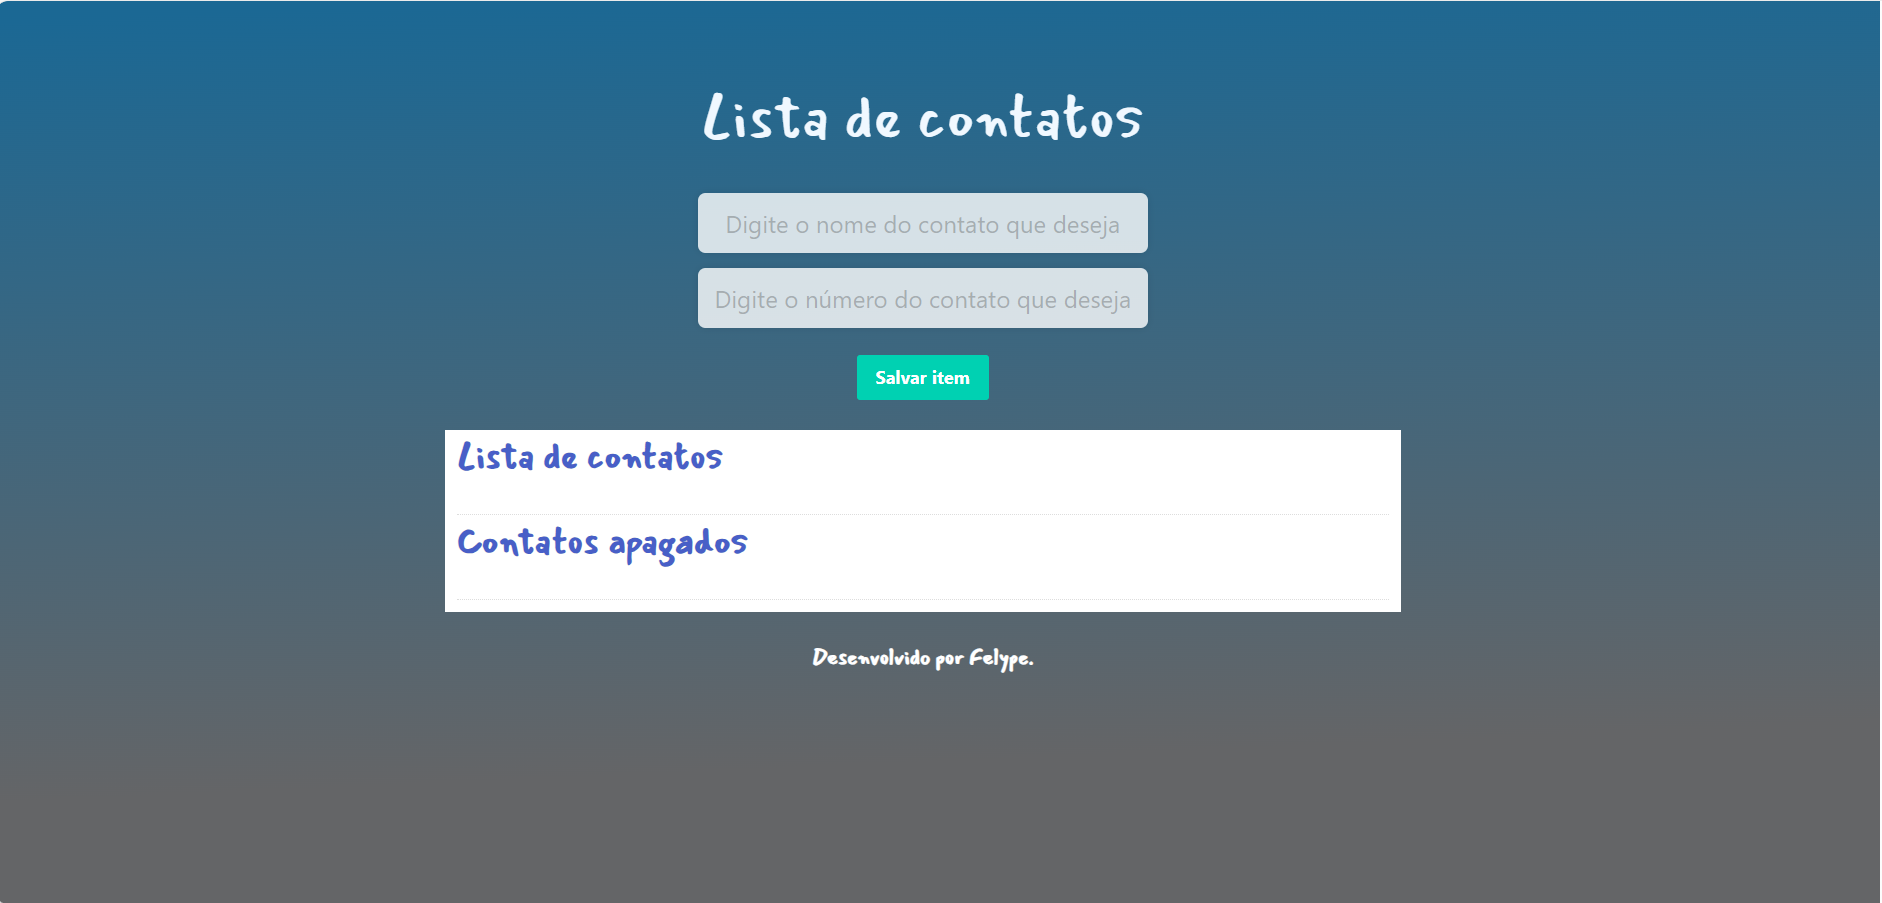 Lista de contatos
Digite o nome do contato que deseja
Digite o número do contato que deseja
Salvar item
Lista de contatos
Contatos apagados
Desenvolvido por Felype.